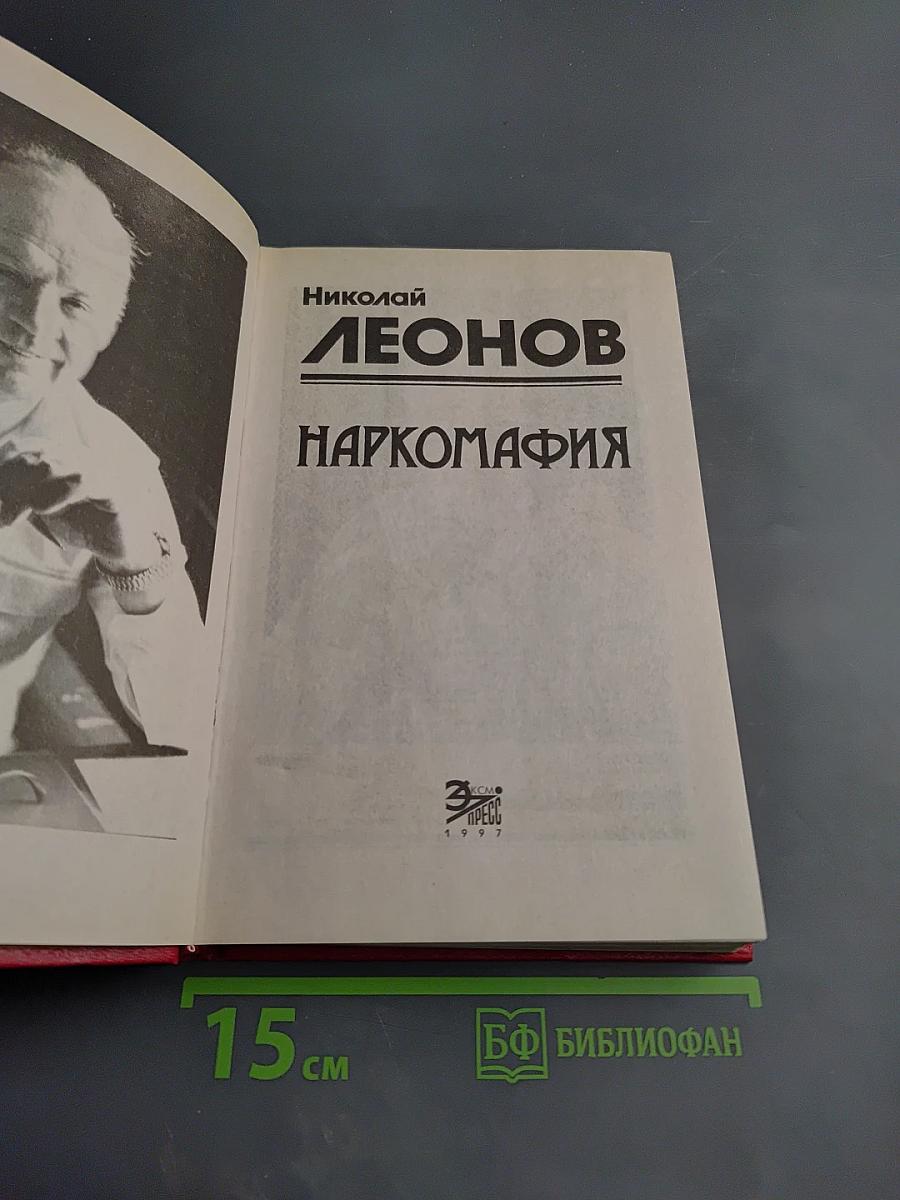 Николай
ЛЕОНОВ
НАРКОМАФИЯ
ЭКСМО
ПРЕСС
1997
15 см
БФ БИБЛИОФАН